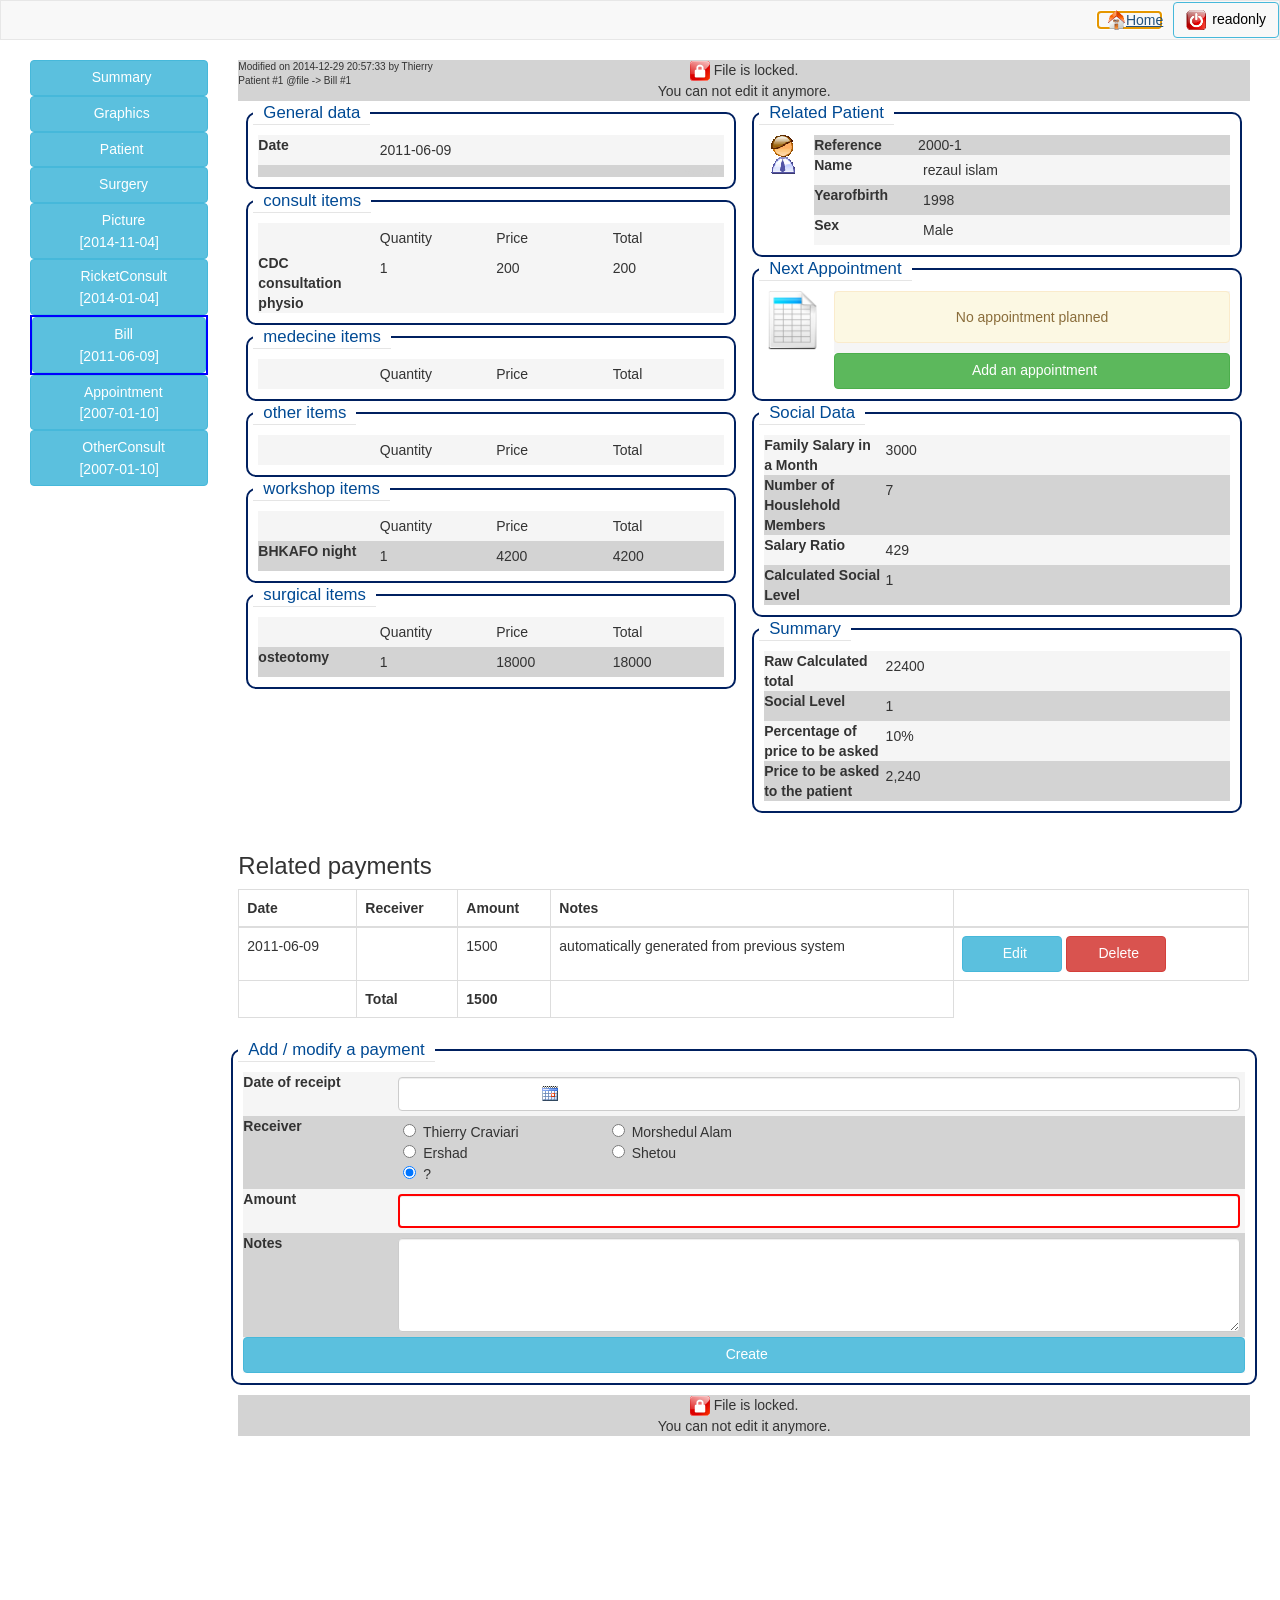 Home
readonly
Summary
Graphics
Patient
Surgery
Picture
[2014-11-04]
RicketConsult
[2014-01-04]
Bill
[2011-06-09]
Appointment
[2007-01-10]
OtherConsult
[2007-01-10]
Modified on 2014-12-29 20:57:33 by Thierry
Patient #1 @file -> Bill #1
File is locked.
You can not edit it anymore.
General data
Date 2011-06-09
consult items
Quantity Price Total
CDC consultation physio 1 200 200
medecine items
Quantity Price Total
other items
Quantity Price Total
workshop items
Quantity Price Total
BHKAFO night 1 4200 4200
surgical items
Quantity Price Total
osteotomy 1 18000 18000
Related Patient
Reference 2000-1
Name rezaul islam
Yearofbirth 1998
Sex Male
Next Appointment
No appointment planned
Add an appointment
Social Data
Family Salary in a Month 3000
Number of Houslehold Members 7
Salary Ratio 429
Calculated Social Level 1
Summary
Raw Calculated total 22400
Social Level 1
Percentage of price to be asked 10%
Price to be asked to the patient 2,240
Related payments
Date Receiver Amount Notes
2011-06-09 1500 automatically generated from previous system Edit Delete
Total 1500
Add / modify a payment
Date of receipt
Receiver Thierry Craviari Morshedul Alam
Ershad Shetou
?
Amount
Notes
Create
File is locked.
You can not edit it anymore.